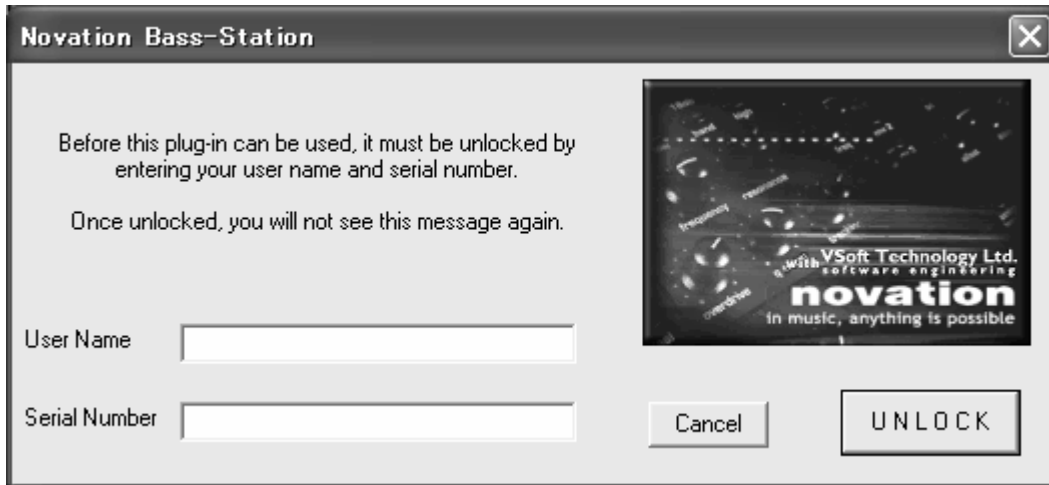 Novation Bass-Station
Before this plug-in can be used, it must be unlocked by
entering your user name and serial number.
Once unlocked, you will not see this message again.
high
band
resonance
frequency
overdrive
with VSoft Technology Ltd.
software engineering
novation
in music, anything is possible
User Name
Serial Number
Cancel
UNLOCK